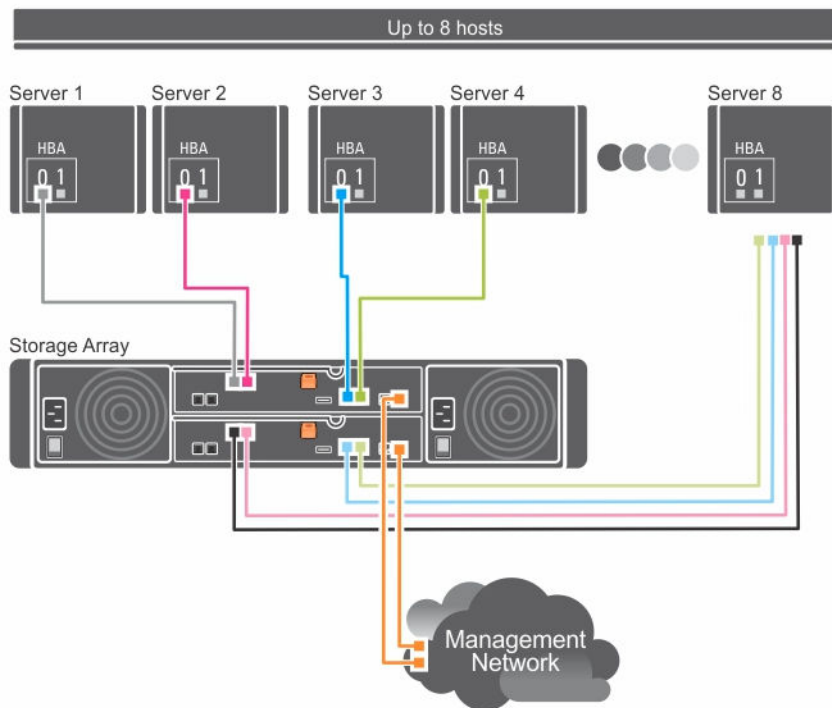 Up to 8 hosts
Server 1
Server 2
Server 3
Server 4
Server 8
HBA
0 1
HBA
0 1
HBA
0 1
HBA
0 1
HBA
0 1
Storage Array
Management
Network